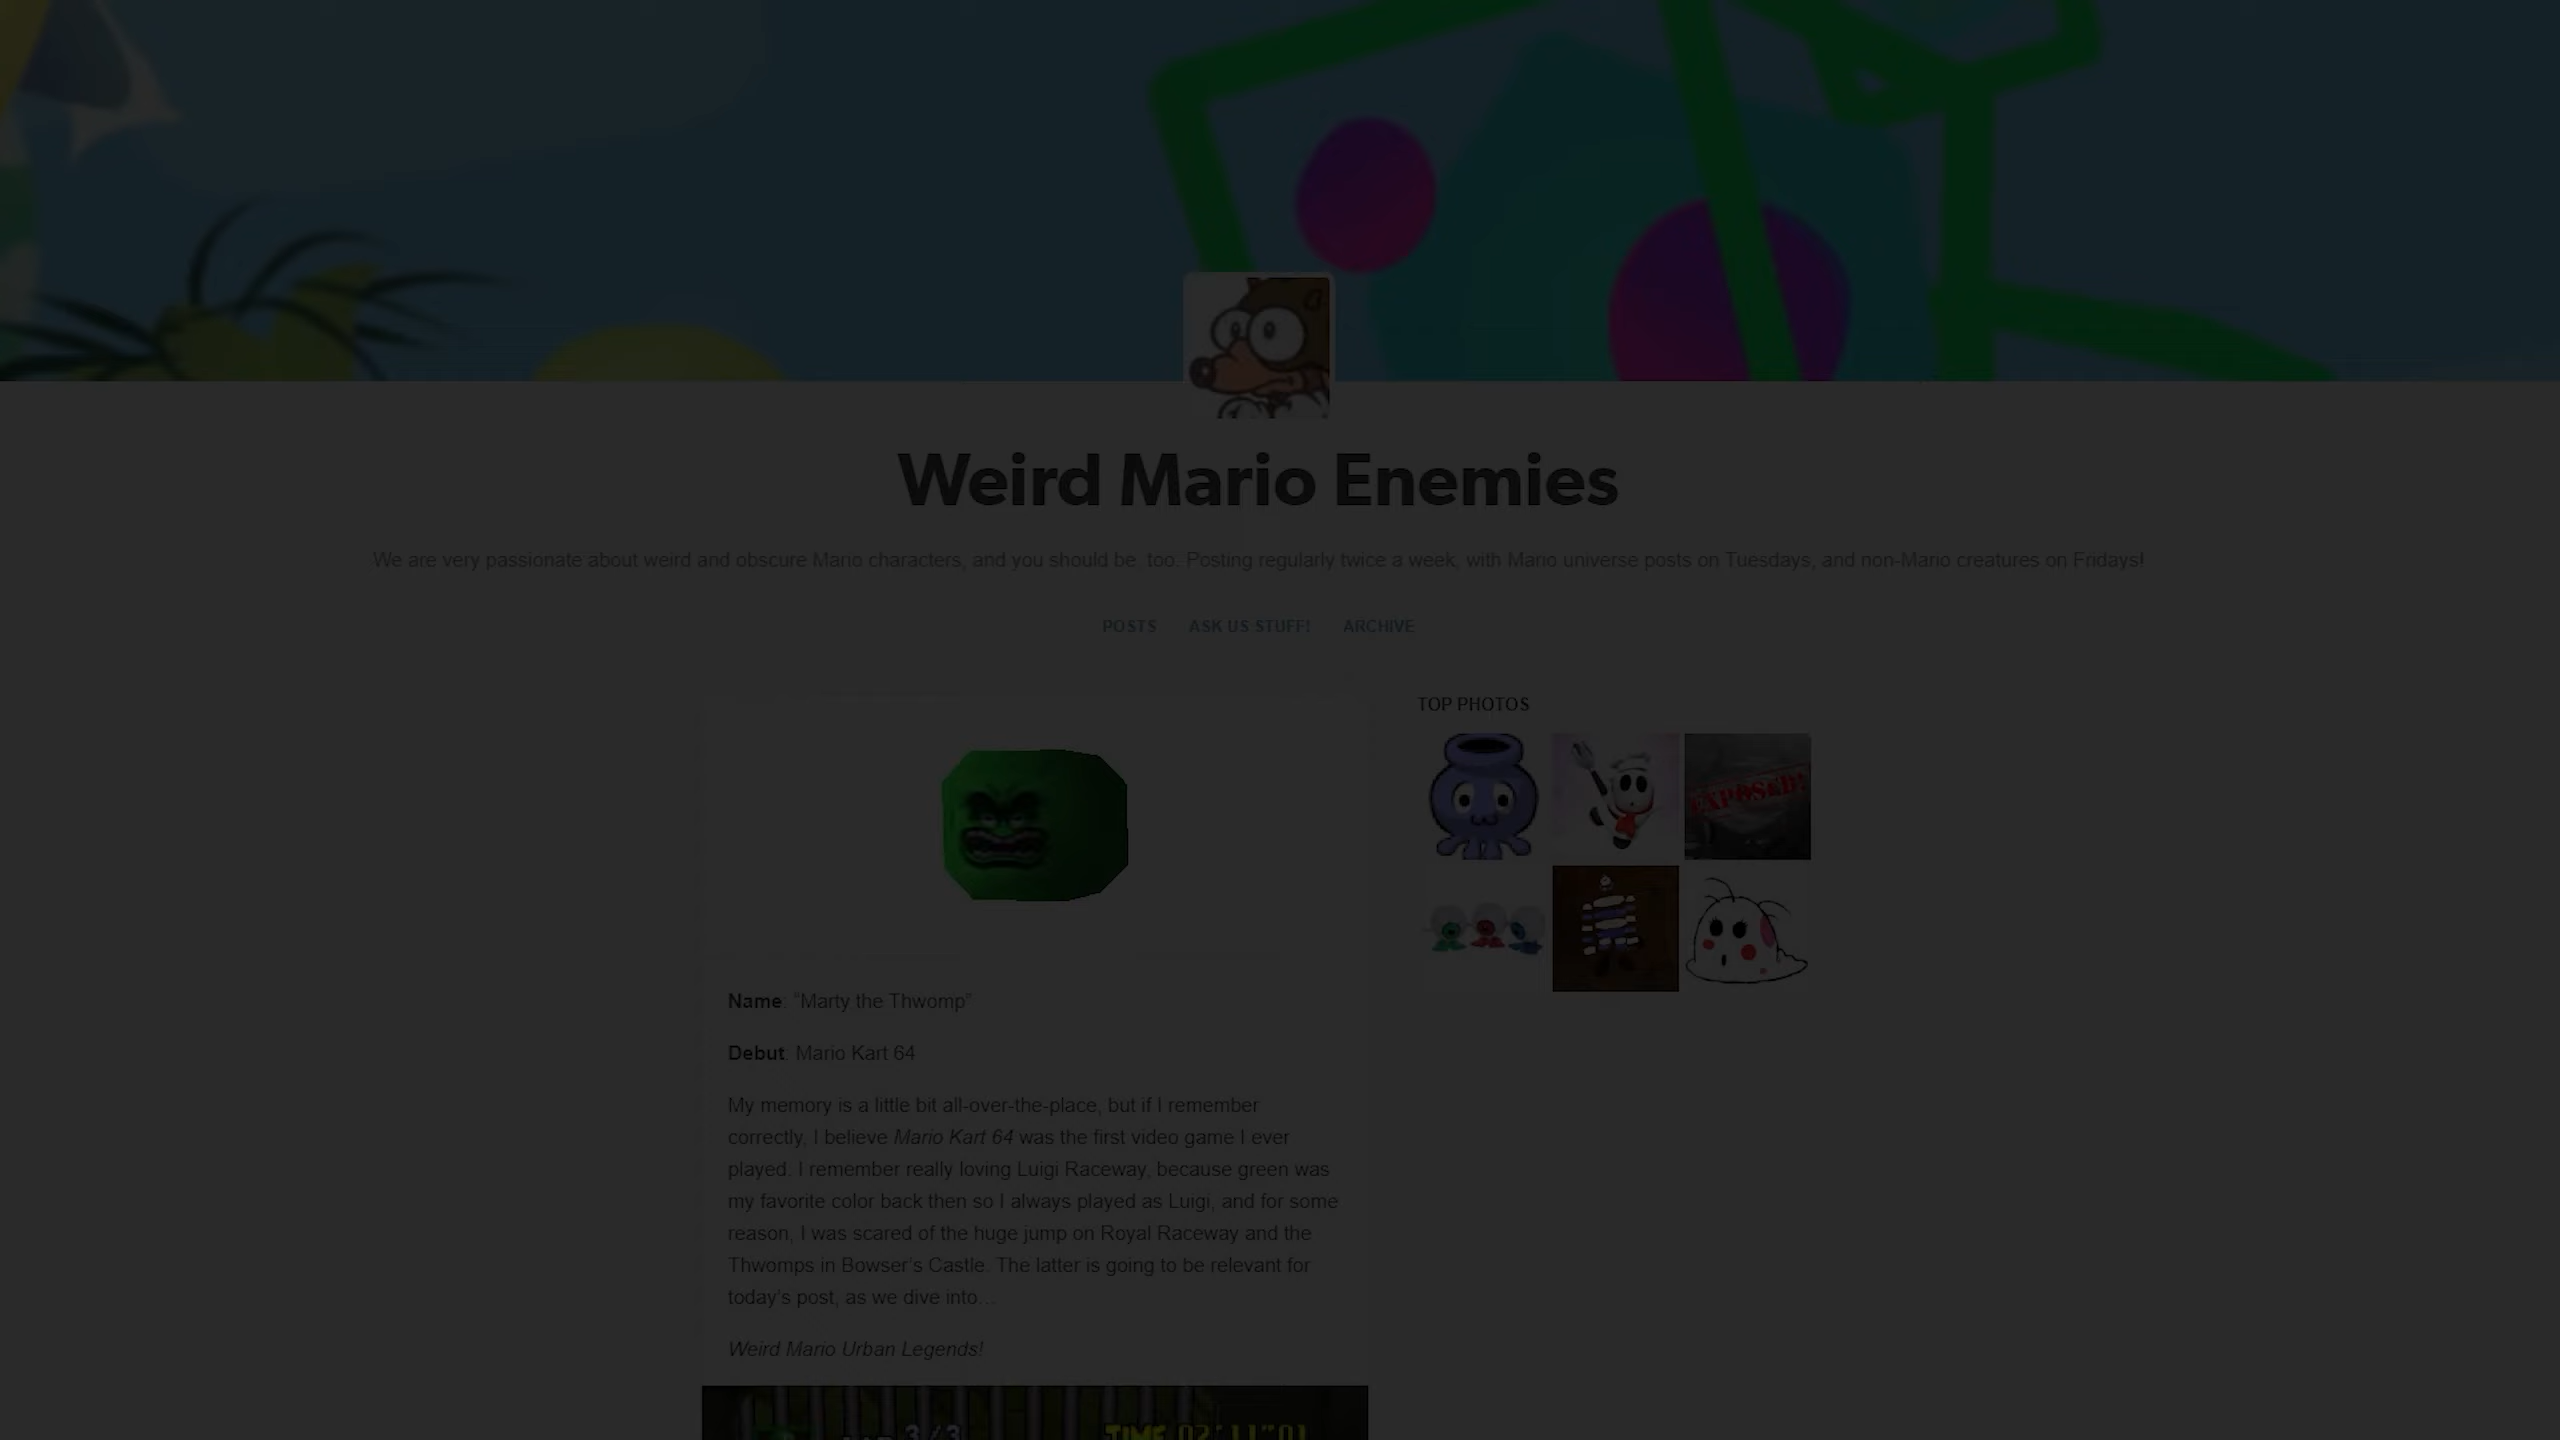 Weird Mario Enemies
We are very passionate about weird and obscure Mario characters, and you should be, too. Posting regularly twice a week, with Mario universe posts on Tuesdays, and non-Mario creatures on Fridays!
POSTS ASK US STUFF! ARCHIVE
TOP PHOTOS
EXPOSED!
Name: “Marty the Thwomp”
Debut: Mario Kart 64
My memory is a little bit all-over-the-place, but if I remember
correctly, I believe Mario Kart 64 was the first video game I ever
played. I remember really loving Luigi Raceway, because green was
my favorite color back then so I always played as Luigi, and for some
reason, I was scared of the huge jump on Royal Raceway and the
Thwomps in Bowser’s Castle. The latter is going to be relevant for
today’s post, as we dive into…
Weird Mario Urban Legends!
3/3 TIME 02'11"01